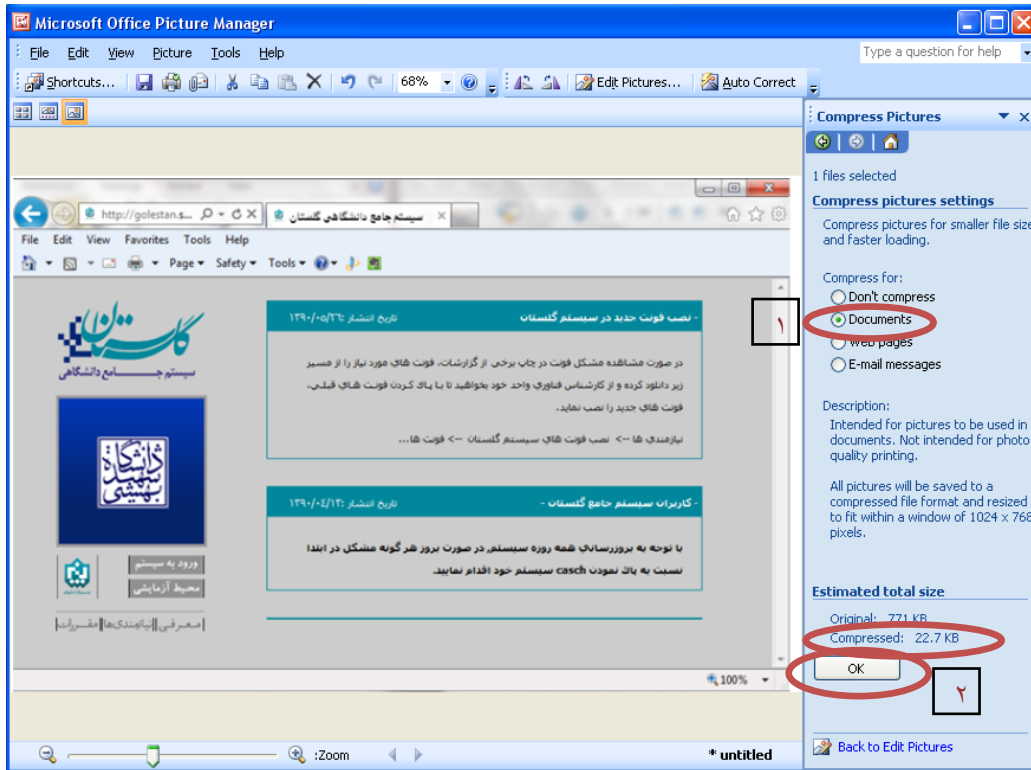 Microsoft Office Picture Manager
File Edit View Picture Tools Help
Type a question for help
Shortcuts... 68% Edit Pictures... Auto Correct
Compress Pictures
1 files selected
Compress pictures settings
Compress pictures for smaller file size
and faster loading.
Compress for:
Don't compress
۱
Documents
Web pages
E-mail messages
Description:
Intended for pictures to be used in
documents. Not intended for photo
quality printing.
All pictures will be saved to a
compressed file format and resized
to fit within a window of 1024 x 768
pixels.
Estimated total size
Original: 771 KB
Compressed: 22.7 KB
OK
۲
Back to Edit Pictures
http://golestan.s...
سیستم جامع دانشگاهی گلستان
File Edit View Favorites Tools Help
Page Safety Tools
گلستان
سیستم جـــامع دانشگاهی
دانشگاه
شهید
بهشتی
ورود به سیستم
محیط آزمایشی
معـرفـی||نیازمندی‌ها||مقـــررات|
- نصب فونت جدید در سیستم گلستان
تاریخ انتشار :۱۳۹۰/۰۵/۲۶
در صورت مشاهده مشکل فونت در چاپ برخی از گزارشات، فونت های مورد نیاز را از مسیر
زیر دانلود کرده و از کارشناس فناوری واحد خود بخواهید تا بـا پـاك کـردن فونـت هـای قبلـی،
فونت های جدید را نصب نماید.
نیازمندی ها --> نصب فونت های سیستم گلستان --> فونت ها...
- کاربران سیستم جامع گلستان -
تاریخ انتشار :۱۳۹۰/۰۴/۱۳
با توجه به بروزرسانی همه روزه سیستم, در صورت بروز هر گونه مشکل در ابتدا
نسبت به پاك نمودن casch سیستم خود اقدام نمایید.
100%
:Zoom
* untitled